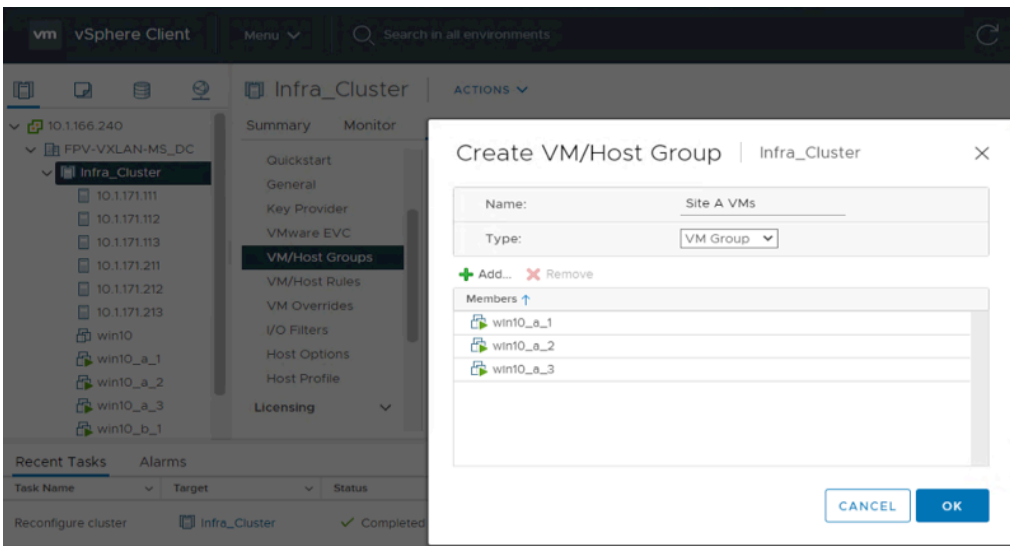 vm vSphere Client Menu Search in all environments
Infra_Cluster ACTIONS
10.1.166.240
FPV-VXLAN-MS_DC
Infra_Cluster
10.1.171.111
10.1.171.112
10.1.171.113
10.1.171.211
10.1.171.212
10.1.171.213
win10
win10_a_1
win10_a_2
win10_a_3
win10_b_1
Summary Monitor
Quickstart
General
Key Provider
VMware EVC
VM/Host Groups
VM/Host Rules
VM Overrides
I/O Filters
Host Options
Host Profile
Licensing
Create VM/Host Group Infra_Cluster
Name: Site A VMs
Type: VM Group
Add... Remove
Members
win10_a_1
win10_a_2
win10_a_3
CANCEL OK
Recent Tasks Alarms
Task Name Target Status
Reconfigure cluster Infra_Cluster Completed